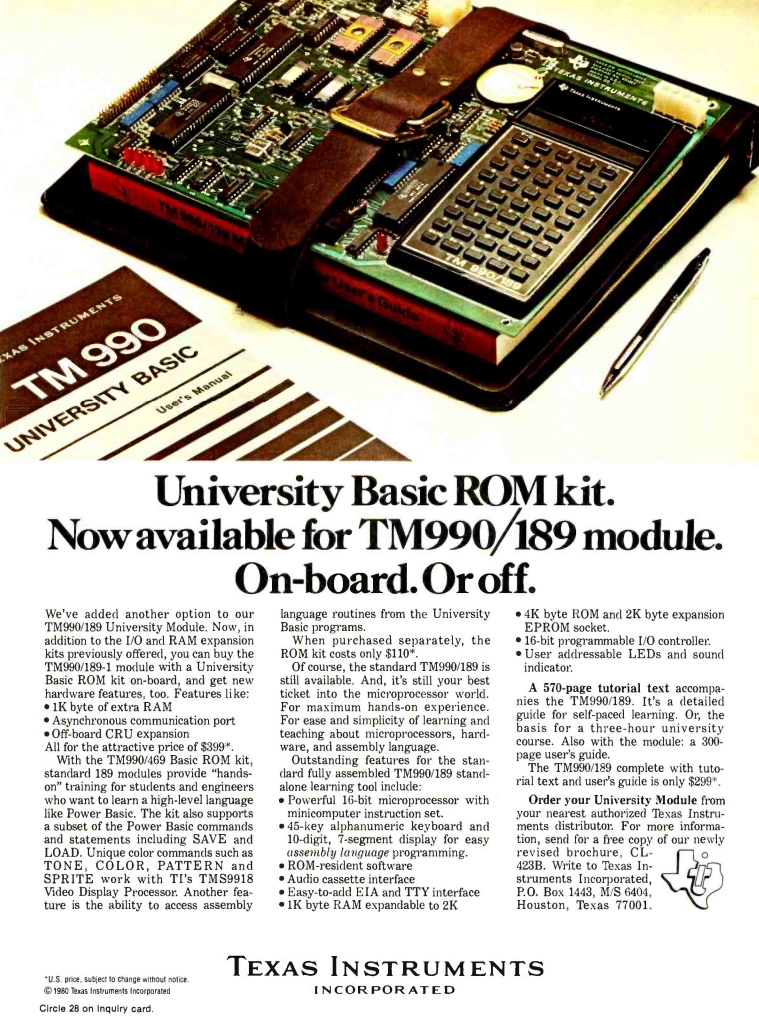 TEXAS INSTRUMENTS
TEXAS INSTRUMENTS
TM 990/189 M
TM 990/189
User's Guide
TEXAS INSTRUMENTS
TM 990
UNIVERSITY BASIC
User's Manual
University Basic ROM kit.
Now available for TM990/189 module.
On-board. Or off.
We've added another option to our
TM990/189 University Module. Now, in
addition to the I/O and RAM expansion
kits previously offered, you can buy the
TM990/189-1 module with a University
Basic ROM kit on-board, and get new
hardware features, too. Features like:
• 1K byte of extra RAM
• Asynchronous communication port
• Off-board CRU expansion
All for the attractive price of $399*.
With the TM990/469 Basic ROM kit,
standard 189 modules provide "hands-
on" training for students and engineers
who want to learn a high-level language
like Power Basic. The kit also supports
a subset of the Power Basic commands
and statements including SAVE and
LOAD. Unique color commands such as
TONE, COLOR, PATTERN and
SPRITE work with TI's TMS9918
Video Display Processor. Another fea-
ture is the ability to access assembly
language routines from the University
Basic programs.
When purchased separately, the
ROM kit costs only $110*.
Of course, the standard TM990/189 is
still available. And, it's still your best
ticket into the microprocessor world.
For maximum hands-on experience.
For ease and simplicity of learning and
teaching about microprocessors, hard-
ware, and assembly language.
Outstanding features for the stan-
dard fully assembled TM990/189 stand-
alone learning tool include:
• Powerful 16-bit microprocessor with
minicomputer instruction set.
• 45-key alphanumeric keyboard and
10-digit, 7-segment display for easy
assembly language programming.
• ROM-resident software
• Audio cassette interface
• Easy-to-add EIA and TTY interface
• 1K byte RAM expandable to 2K
• 4K byte ROM and 2K byte expansion
EPROM socket.
• 16-bit programmable I/O controller.
• User addressable LEDs and sound
indicator.
A 570-page tutorial text accompa-
nies the TM990/189. It's a detailed
guide for self-paced learning. Or, the
basis for a three-hour university
course. Also with the module: a 300-
page user's guide.
The TM990/189 complete with tuto-
rial text and user's guide is only $299*.
Order your University Module from
your nearest authorized Texas Instru-
ments distributor. For more informa-
tion, send for a free copy of our newly
revised brochure, CL-
423B. Write to Texas In-
struments Incorporated,
P.O. Box 1443, M/S 6404,
Houston, Texas 77001.
TEXAS INSTRUMENTS
INCORPORATED
*U.S. price, subject to change without notice.
© 1980 Texas Instruments Incorporated
Circle 28 on inquiry card.